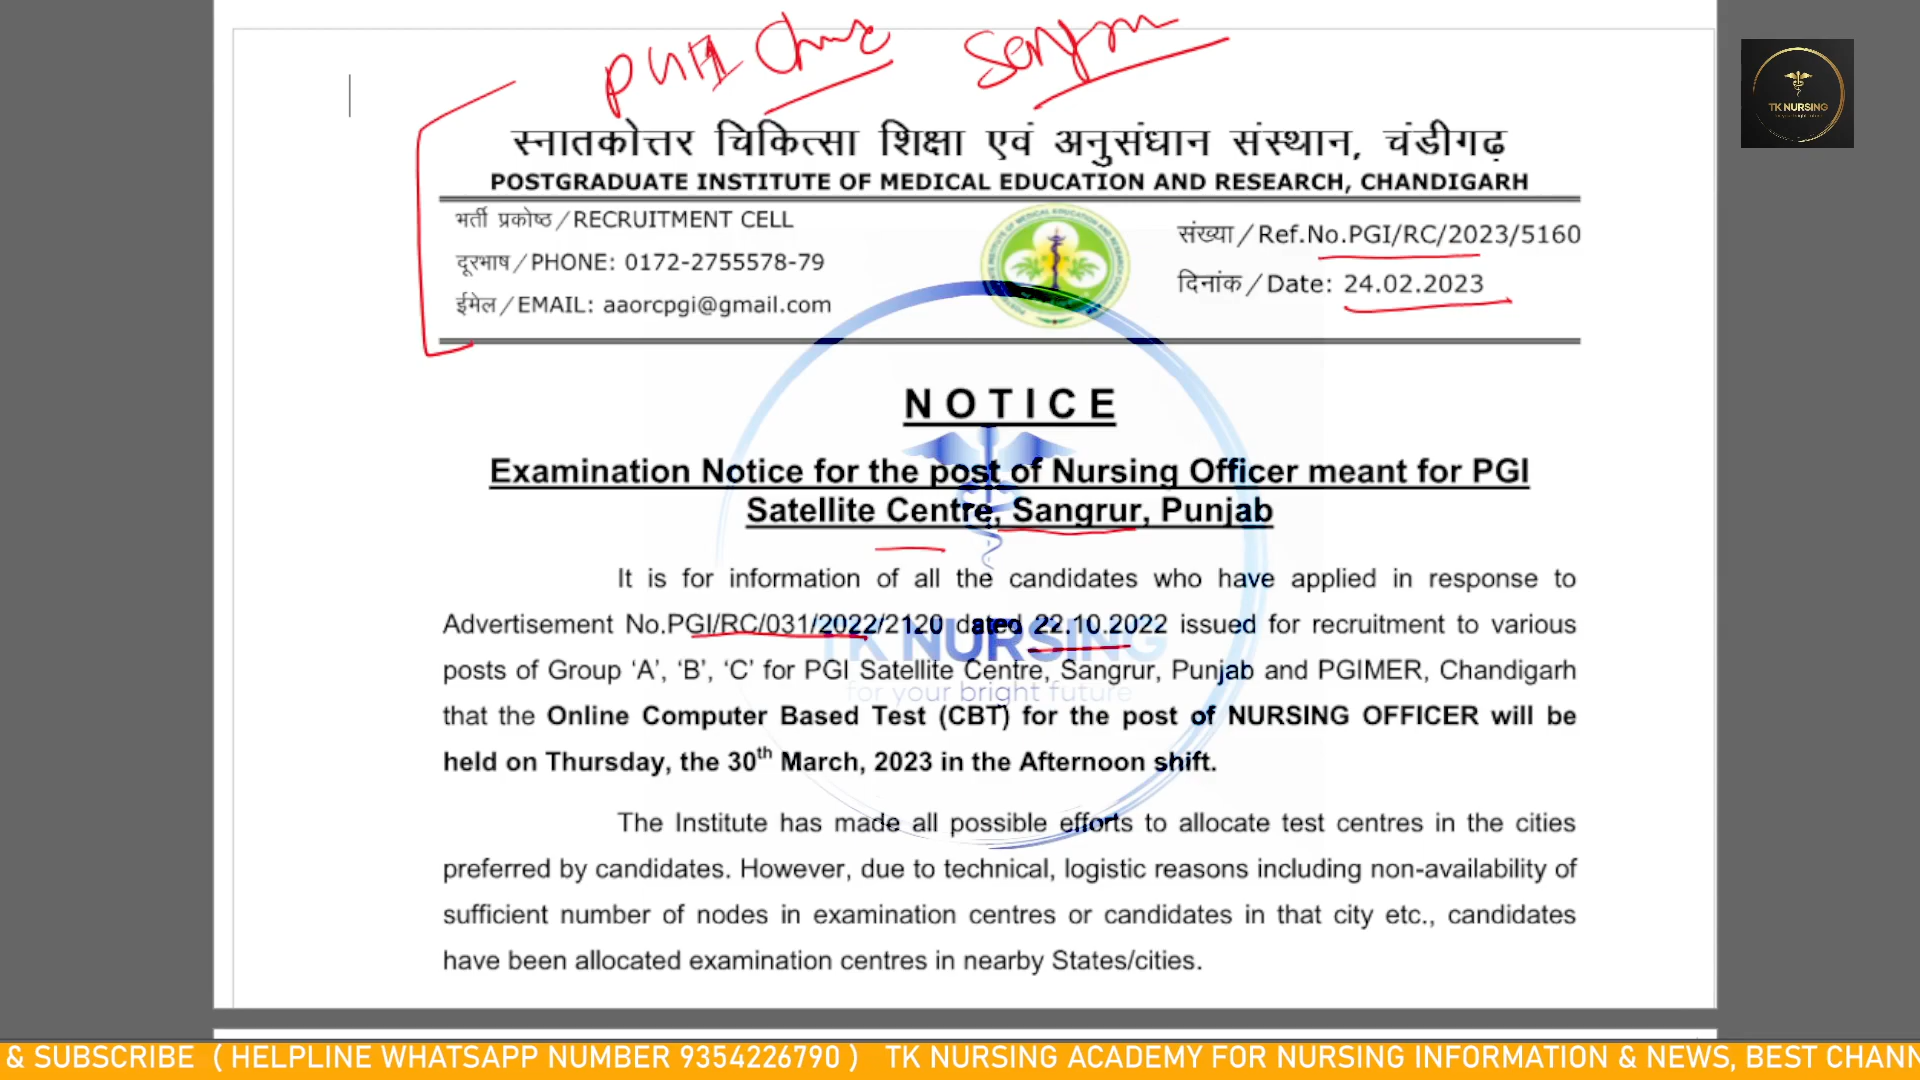 TK NURSING
स्नातकोत्तर चिकित्सा शिक्षा एवं अनुसंधान संस्थान, चंडीगढ़
POSTGRADUATE INSTITUTE OF MEDICAL EDUCATION AND RESEARCH, CHANDIGARH
भर्ती प्रकोष्ठ/RECRUITMENT CELL
दूरभाष/PHONE: 0172-2755578-79
ईमेल/EMAIL: aaorcpgi@gmail.com
संख्या/Ref.No.PGI/RC/2023/5160
दिनांक/Date: 24.02.2023
NOTICE
Examination Notice for the post of Nursing Officer meant for PGI
Satellite Centre, Sangrur, Punjab
It is for information of all the candidates who have applied in response to
Advertisement No.PGI/RC/031/2022/2120 dated 22.10.2022 issued for recruitment to various
posts of Group ‘A’, ‘B’, ‘C’ for PGI Satellite Centre, Sangrur, Punjab and PGIMER, Chandigarh
that the Online Computer Based Test (CBT) for the post of NURSING OFFICER will be
held on Thursday, the 30th March, 2023 in the Afternoon shift.
TK NURSING
for your bright future
The Institute has made all possible efforts to allocate test centres in the cities
preferred by candidates. However, due to technical, logistic reasons including non-availability of
sufficient number of nodes in examination centres or candidates in that city etc., candidates
have been allocated examination centres in nearby States/cities.
& SUBSCRIBE ( HELPLINE WHATSAPP NUMBER 9354226790 ) TK NURSING ACADEMY FOR NURSING INFORMATION & NEWS, BEST CHANN